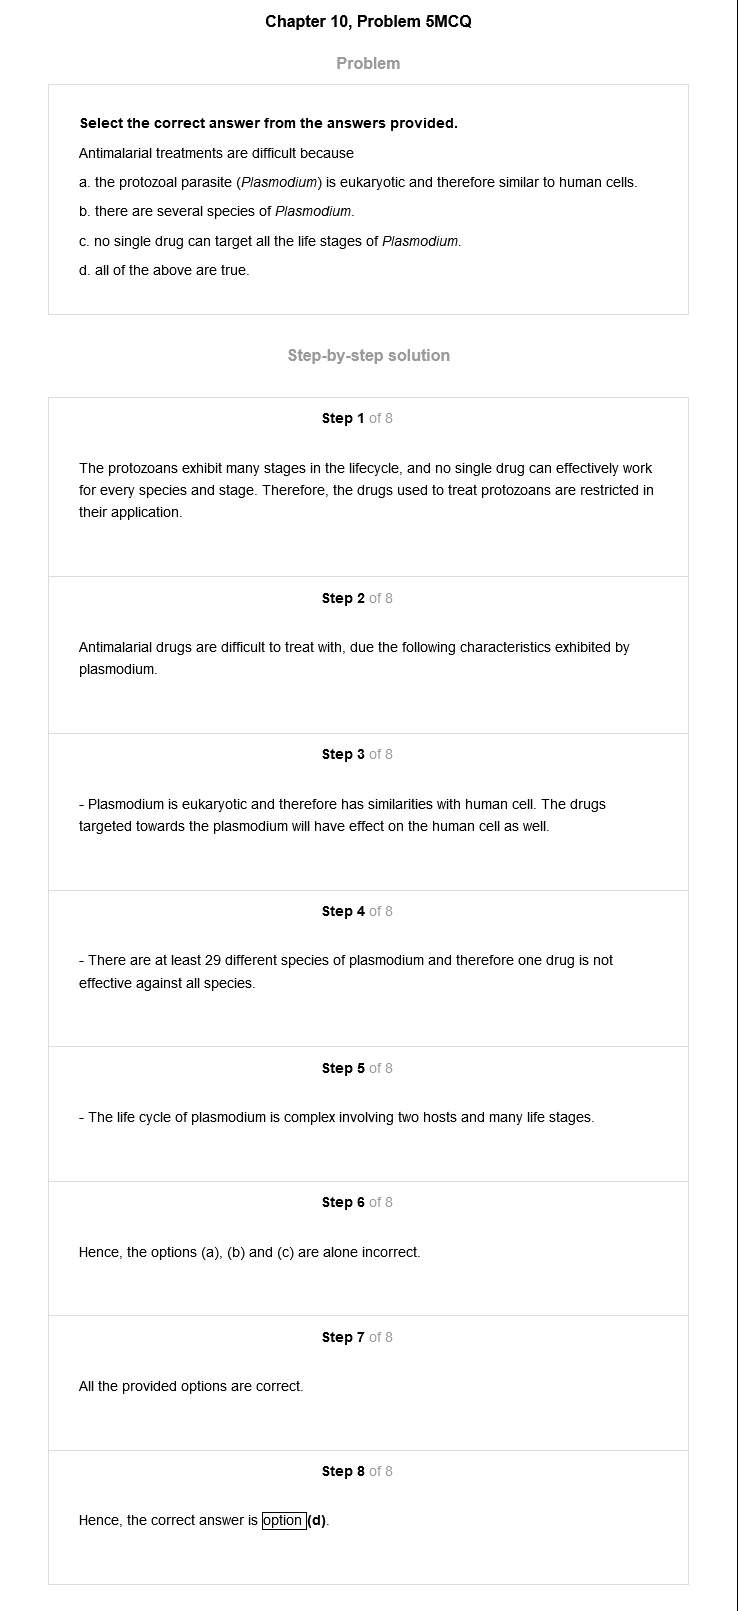 Chapter 10, Problem 5MCQ
Problem
Select the correct answer from the answers provided.
Antimalarial treatments are difficult because
a. the protozoal parasite (Plasmodium) is eukaryotic and therefore similar to human cells.
b. there are several species of Plasmodium.
c. no single drug can target all the life stages of Plasmodium.
d. all of the above are true.
Step-by-step solution
Step 1 of 8
The protozoans exhibit many stages in the lifecycle, and no single drug can effectively work
for every species and stage. Therefore, the drugs used to treat protozoans are restricted in
their application.
Step 2 of 8
Antimalarial drugs are difficult to treat with, due the following characteristics exhibited by
plasmodium.
Step 3 of 8
- Plasmodium is eukaryotic and therefore has similarities with human cell. The drugs
targeted towards the plasmodium will have effect on the human cell as well.
Step 4 of 8
- There are at least 29 different species of plasmodium and therefore one drug is not
effective against all species.
Step 5 of 8
- The life cycle of plasmodium is complex involving two hosts and many life stages.
Step 6 of 8
Hence, the options (a), (b) and (c) are alone incorrect.
Step 7 of 8
All the provided options are correct.
Step 8 of 8
Hence, the correct answer is option (d).